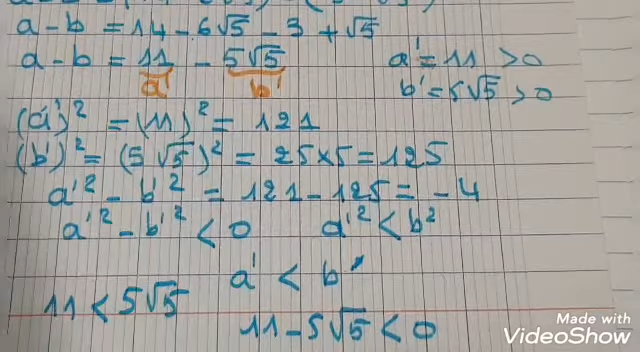 a - b = 14 - 6√5 - 3 + √5
a - b = 11 - 5√5
a' b'
a' = 11 > 0
b' = 5√5 > 0
(a')² = (11)² = 121
(b')² = (5√5)² = 25×5 = 125
a'² - b'² = 121 - 125 = -4
a'² - b'² < 0 a'² < b²
a' < b'
11 < 5√5
11 - 5√5 < 0
Made with
VideoShow